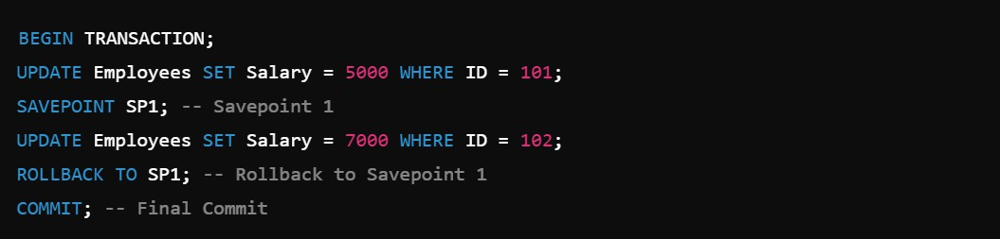 BEGIN TRANSACTION;
UPDATE Employees SET Salary = 5000 WHERE ID = 101;
SAVEPOINT SP1; -- Savepoint 1
UPDATE Employees SET Salary = 7000 WHERE ID = 102;
ROLLBACK TO SP1; -- Rollback to Savepoint 1
COMMIT; -- Final Commit